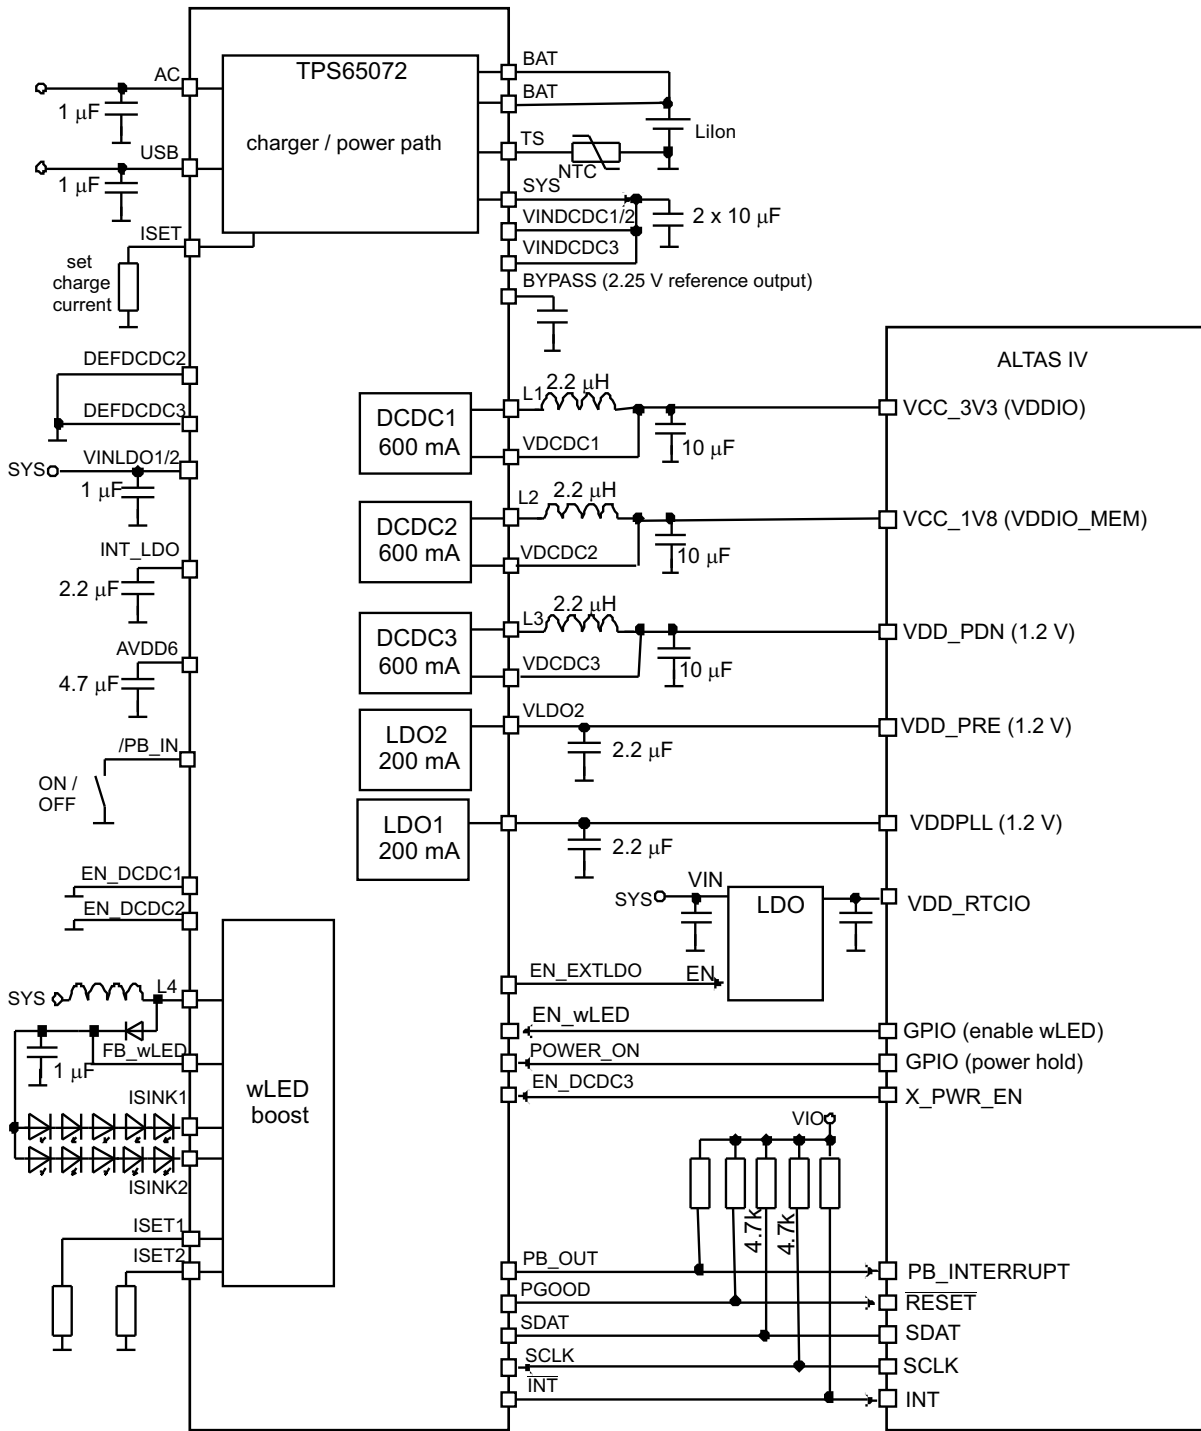 TPS65072
charger / power path
AC
1 μF
USB
1 μF
ISET
set
charge
current
DEFDCDC2
DEFDCDC3
SYS
VINLDO1/2
1 μF
INT_LDO
2.2 μF
AVDD6
4.7 μF
/PB_IN
ON /
OFF
EN_DCDC1
EN_DCDC2
SYS
L4
FB_wLED
1 μF
ISINK1
ISINK2
ISET1
ISET2
wLED
boost
BAT
BAT
LiIon
TS
NTC
SYS
VINDCDC1/2
2 x 10 μF
VINDCDC3
BYPASS (2.25 V reference output)
DCDC1
600 mA
L1
2.2 μH
VDCDC1
10 μF
DCDC2
600 mA
L2
2.2 μH
VDCDC2
10 μF
DCDC3
600 mA
L3
2.2 μH
VDCDC3
10 μF
LDO2
200 mA
VLDO2
2.2 μF
LDO1
200 mA
2.2 μF
SYS
VIN
LDO
EN_EXTLDO
EN
EN_wLED
POWER_ON
EN_DCDC3
VIO
4.7k
4.7k
PB_OUT
PGOOD
SDAT
SCLK
INT
ALTAS IV
VCC_3V3 (VDDIO)
VCC_1V8 (VDDIO_MEM)
VDD_PDN (1.2 V)
VDD_PRE (1.2 V)
VDDPLL (1.2 V)
VDD_RTCIO
GPIO (enable wLED)
GPIO (power hold)
X_PWR_EN
PB_INTERRUPT
RESET
SDAT
SCLK
INT